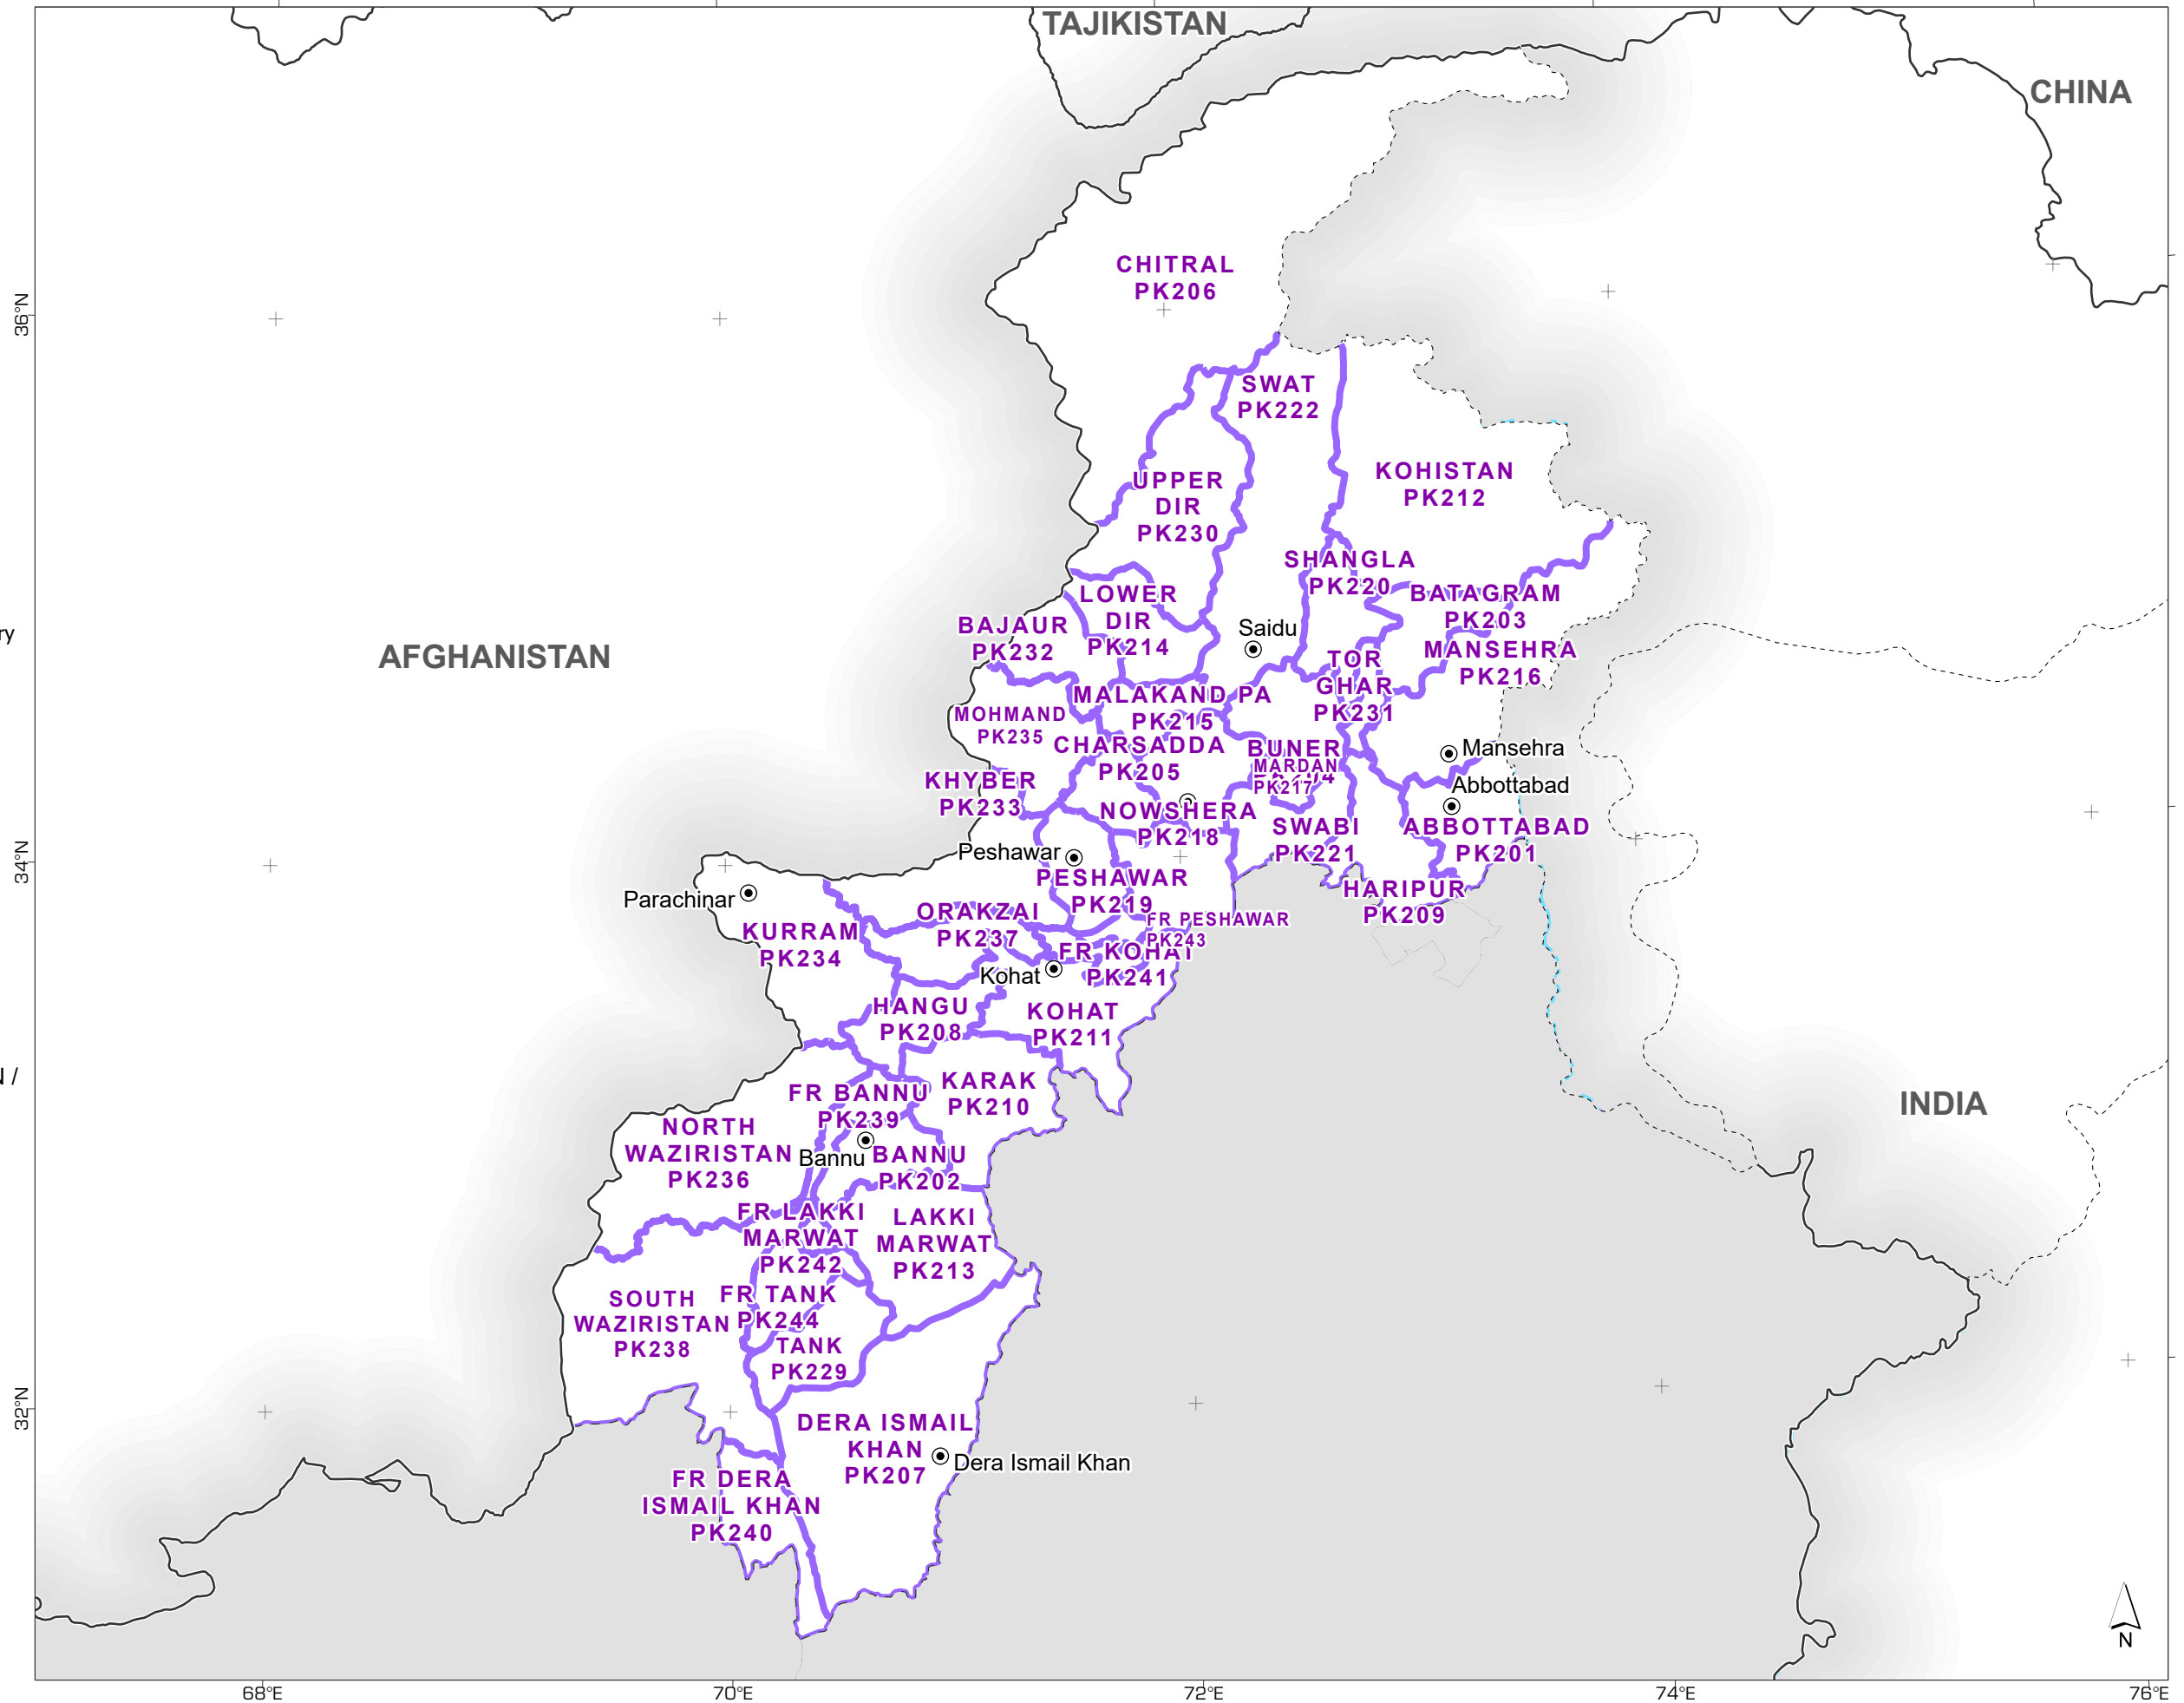 TAJIKISTAN
CHINA
CHITRAL
PK206
36°N
SWAT
PK222
KOHISTAN
PK212
UPPER
DIR
PK230
SHANGLA
PK220
BATAGRAM
PK203
LOWER
DIR
PK214
BAJAUR
PK232
Saidu
ry
AFGHANISTAN
MANSEHRA
PK216
TOR
GHAR
PK231
MALAKAND PA
PK215
MOHMAND
PK235
CHARSADDA
PK205
BUNER
MARDAN
PK217
Mansehra
KHYBER
PK233
Abbottabad
NOWSHERA
PK218
SWABI
PK221
ABBOTTABAD
PK201
34°N
Peshawar
PESHAWAR
PK219
Parachinar
HARIPUR
PK209
ORAKZAI
PK237
FR PESHAWAR
PK243
KURRAM
PK234
FR KOHAT
PK241
Kohat
HANGU
PK208
KOHAT
PK211
N /
KARAK
PK210
FR BANNU
PK239
INDIA
NORTH
WAZIRISTAN
PK236
Bannu
BANNU
PK202
FR LAKKI
MARWAT
PK242
LAKKI
MARWAT
PK213
SOUTH
WAZIRISTAN
PK238
FR TANK
PK244
TANK
PK229
32°N
DERA ISMAIL
KHAN
PK207
Dera Ismail Khan
FR DERA
ISMAIL KHAN
PK240
N
68°E
70°E
72°E
74°E
76°E